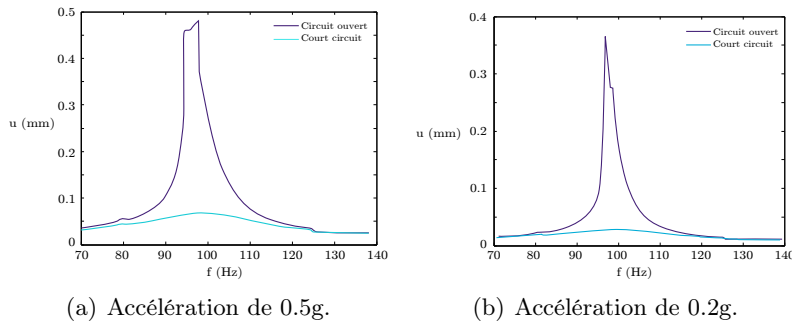 0.5
0.4
0.3
0.2
0.1
0
u (mm)
70 80 90 100 110 120 130 140
f (Hz)
Circuit ouvert
Court circuit
(a) Accélération de 0.5g.
0.4
0.3
0.2
0.1
0
u (mm)
70 80 90 100 110 120 130 140
f (Hz)
Circuit ouvert
Court circuit
(b) Accélération de 0.2g.